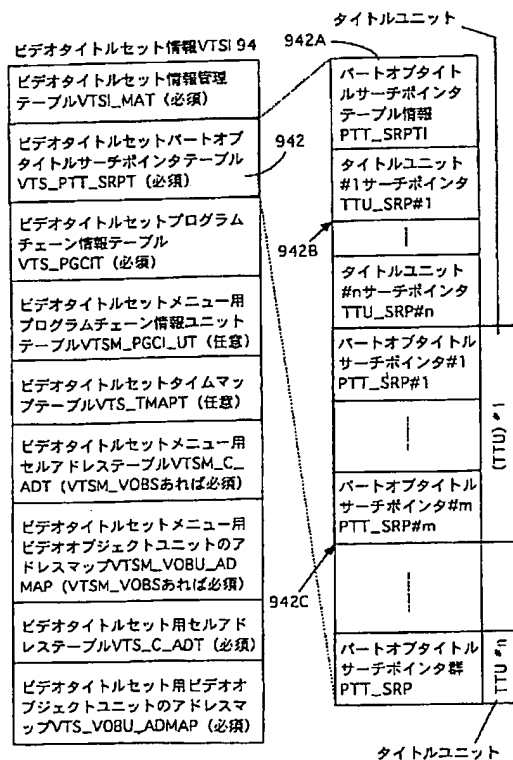 ビデオタイトルセット情報VTSI 94
ビデオタイトルセット情報管理
テーブルVTSI_MAT（必須）
ビデオタイトルセットパートオブ
タイトルサーチポインタテーブル
VTS_PTT_SRPT（必須）
ビデオタイトルセットプログラム
チェーン情報テーブル
VTS_PGCIT（必須）
ビデオタイトルセットメニュー用
プログラムチェーン情報ユニット
テーブルVTSM_PGCI_UT（任意）
ビデオタイトルセットタイムマッ
プテーブルVTS_TMAPT（任意）
ビデオタイトルセットメニュー用
セルアドレステーブルVTSM_C_
ADT（VTSM_VOBSあれば必須）
ビデオタイトルセットメニュー用
ビデオオブジェクトユニットのア
ドレスマップVTSM_VOBU_AD
MAP（VTSM_VOBSあれば必須）
ビデオタイトルセット用セルアド
レステーブルVTS_C_ADT（必須）
ビデオタイトルセット用ビデオオ
ブジェクトユニットのアドレスマ
ップVTS_VOBU_ADMAP（必須）
942
タイトルユニット
942A
パートオブタイト
ルサーチポインタ
テーブル情報
PTT_SRPTI
タイトルユニット
#1サーチポインタ
TTU_SRP#1
942B
タイトルユニット
#nサーチポインタ
TTU_SRP#n
パートオブタイトル
サーチポインタ#1
PTT_SRP#1
(TTU) #1
パートオブタイトル
サーチポインタ#m
PTT_SRP#m
942C
パートオブタイトル
サーチポインタ群
PTT_SRP
TTU #n
タイトルユニット